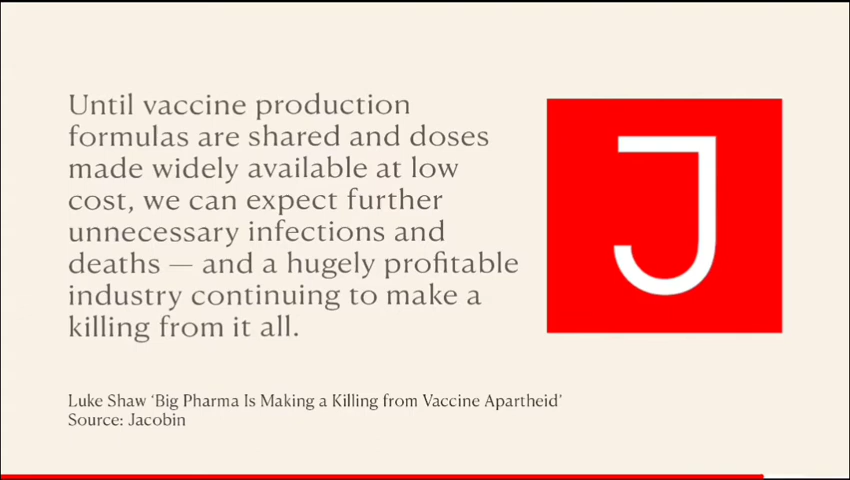 Until vaccine production
formulas are shared and doses
made widely available at low
cost, we can expect further
unnecessary infections and
deaths — and a hugely profitable
industry continuing to make a
killing from it all.
J
Luke Shaw ‘Big Pharma Is Making a Killing from Vaccine Apartheid’
Source: Jacobin